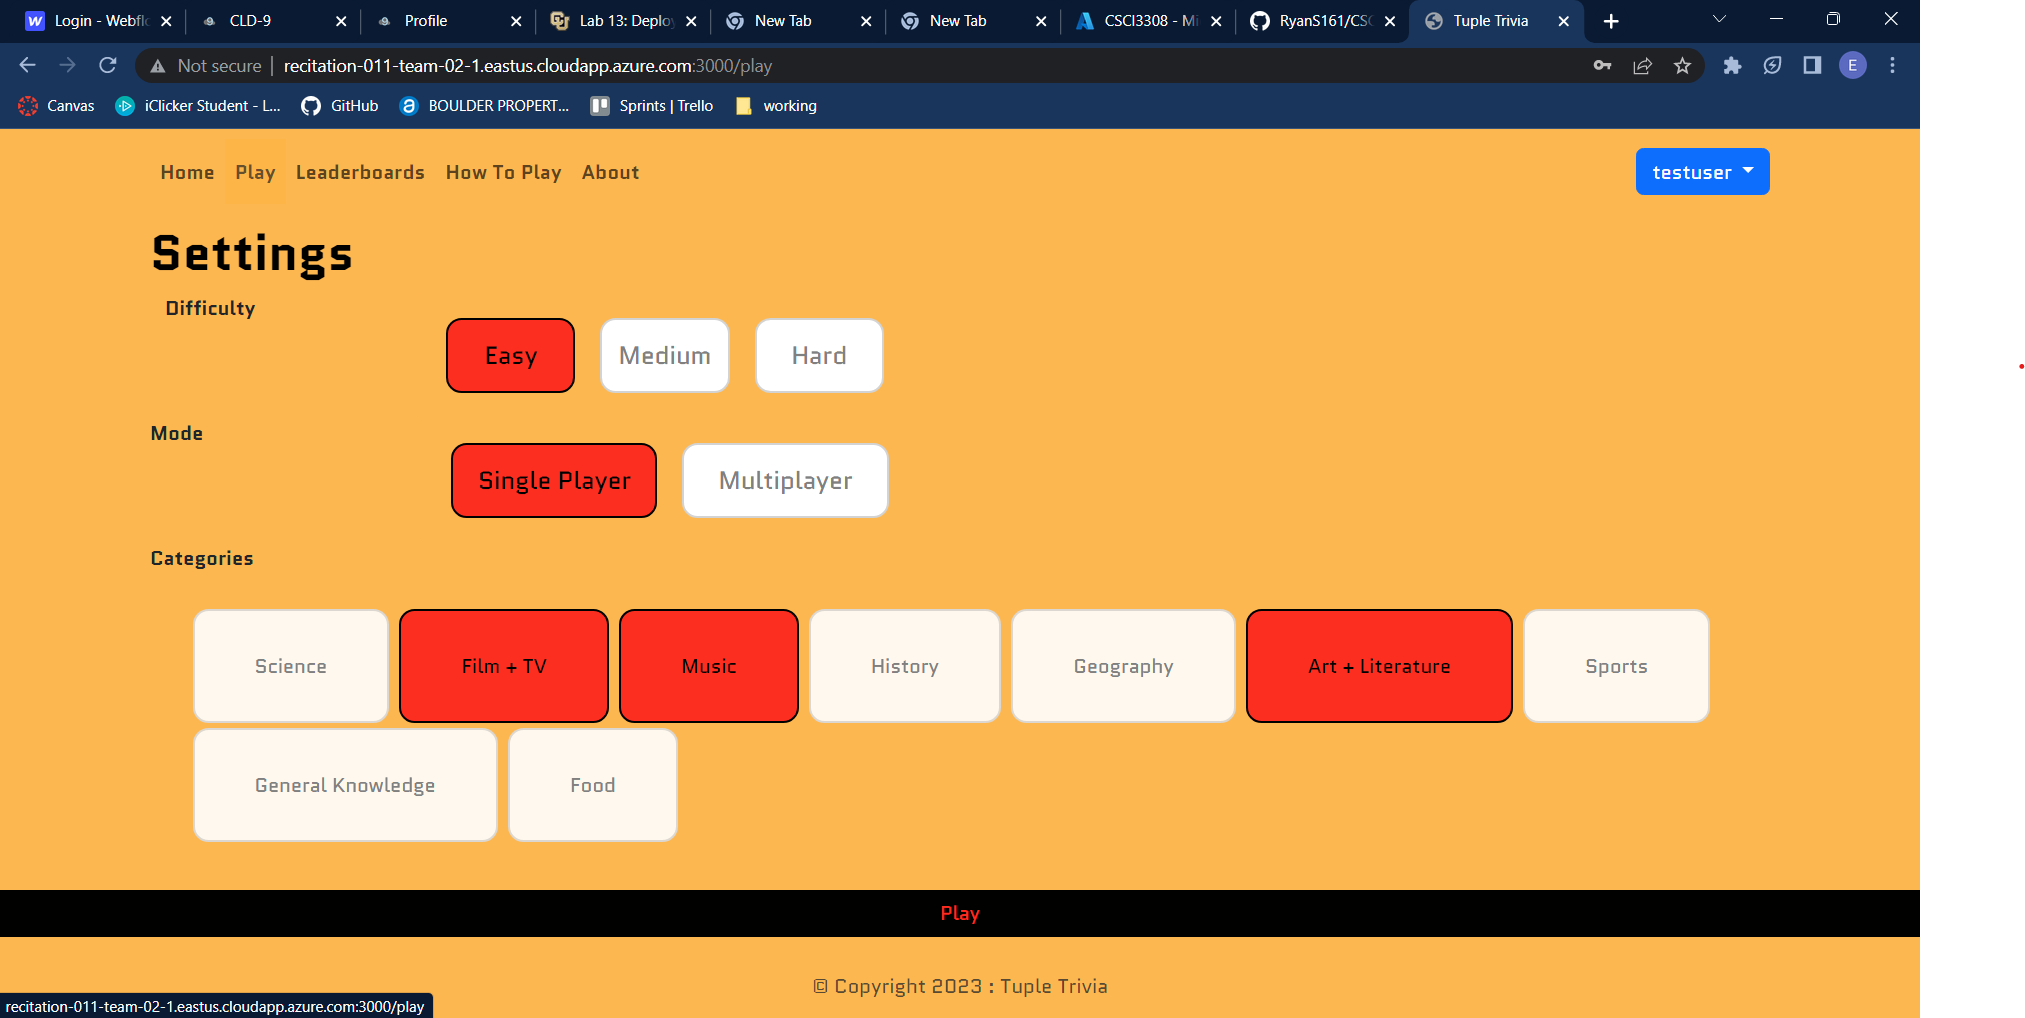 Login - Webfl
CLD-9
Profile
Lab 13: Deploy
New Tab
New Tab
CSCI3308 - Mi
RyanS161/CSC
Tuple Trivia
Not secure
recitation-011-team-02-1.eastus.cloudapp.azure.com:3000/play
E
Canvas
iClicker Student - L...
GitHub
BOULDER PROPERT...
Sprints | Trello
working
Home
Play
Leaderboards
How To Play
About
testuser
Settings
Difficulty
Easy
Medium
Hard
Mode
Single Player
Multiplayer
Categories
Science
Film + TV
Music
History
Geography
Art + Literature
Sports
General Knowledge
Food
Play
© Copyright 2023 : Tuple Trivia
recitation-011-team-02-1.eastus.cloudapp.azure.com:3000/play